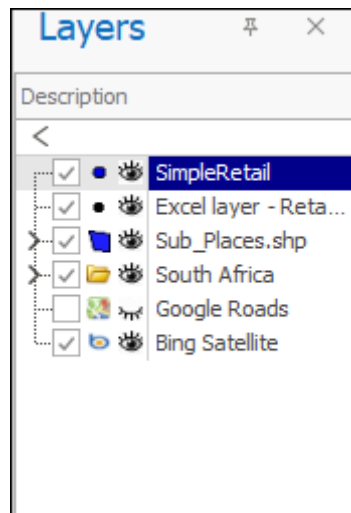 Layers
Description
SimpleRetail
Excel layer - Reta...
Sub_Places.shp
South Africa
Google Roads
Bing Satellite